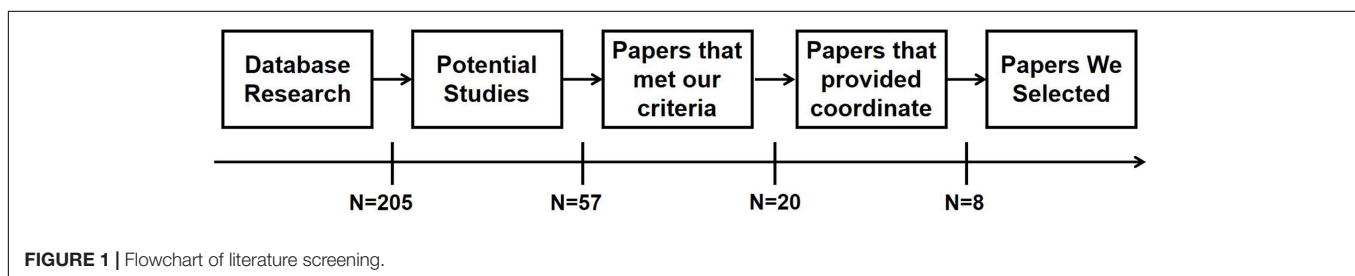 Database
Research
Potential
Studies
Papers that
met our
criteria
Papers that
provided
coordinate
Papers We
Selected
N=205
N=57
N=20
N=8
FIGURE 1 | Flowchart of literature screening.